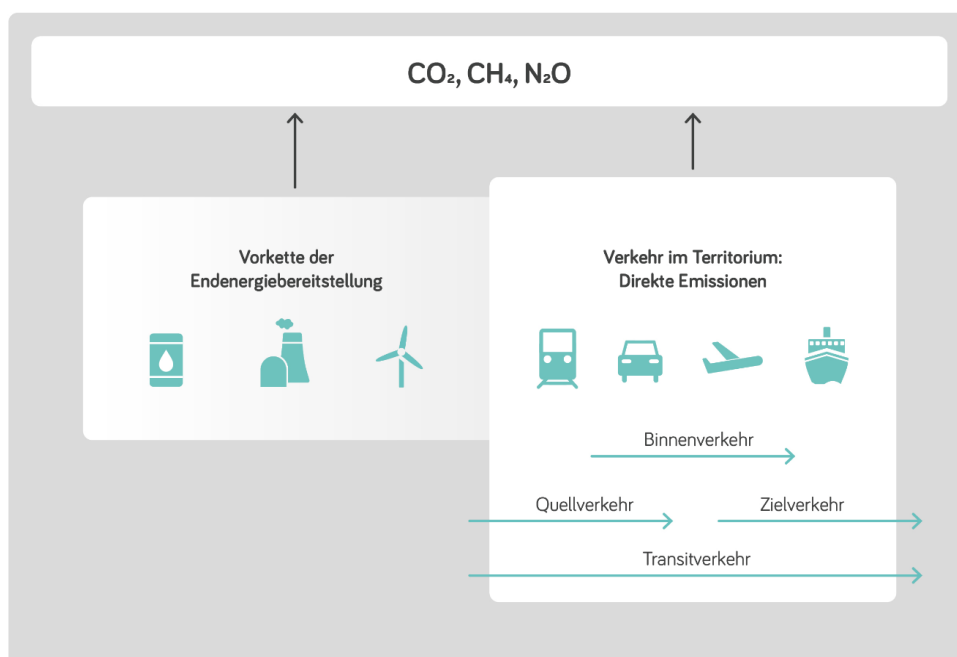 CO₂, CH₄, N₂O
Vorkette der
Endenergiebereitstellung
Verkehr im Territorium:
Direkte Emissionen
Binnenverkehr
Quellverkehr
Zielverkehr
Transitverkehr